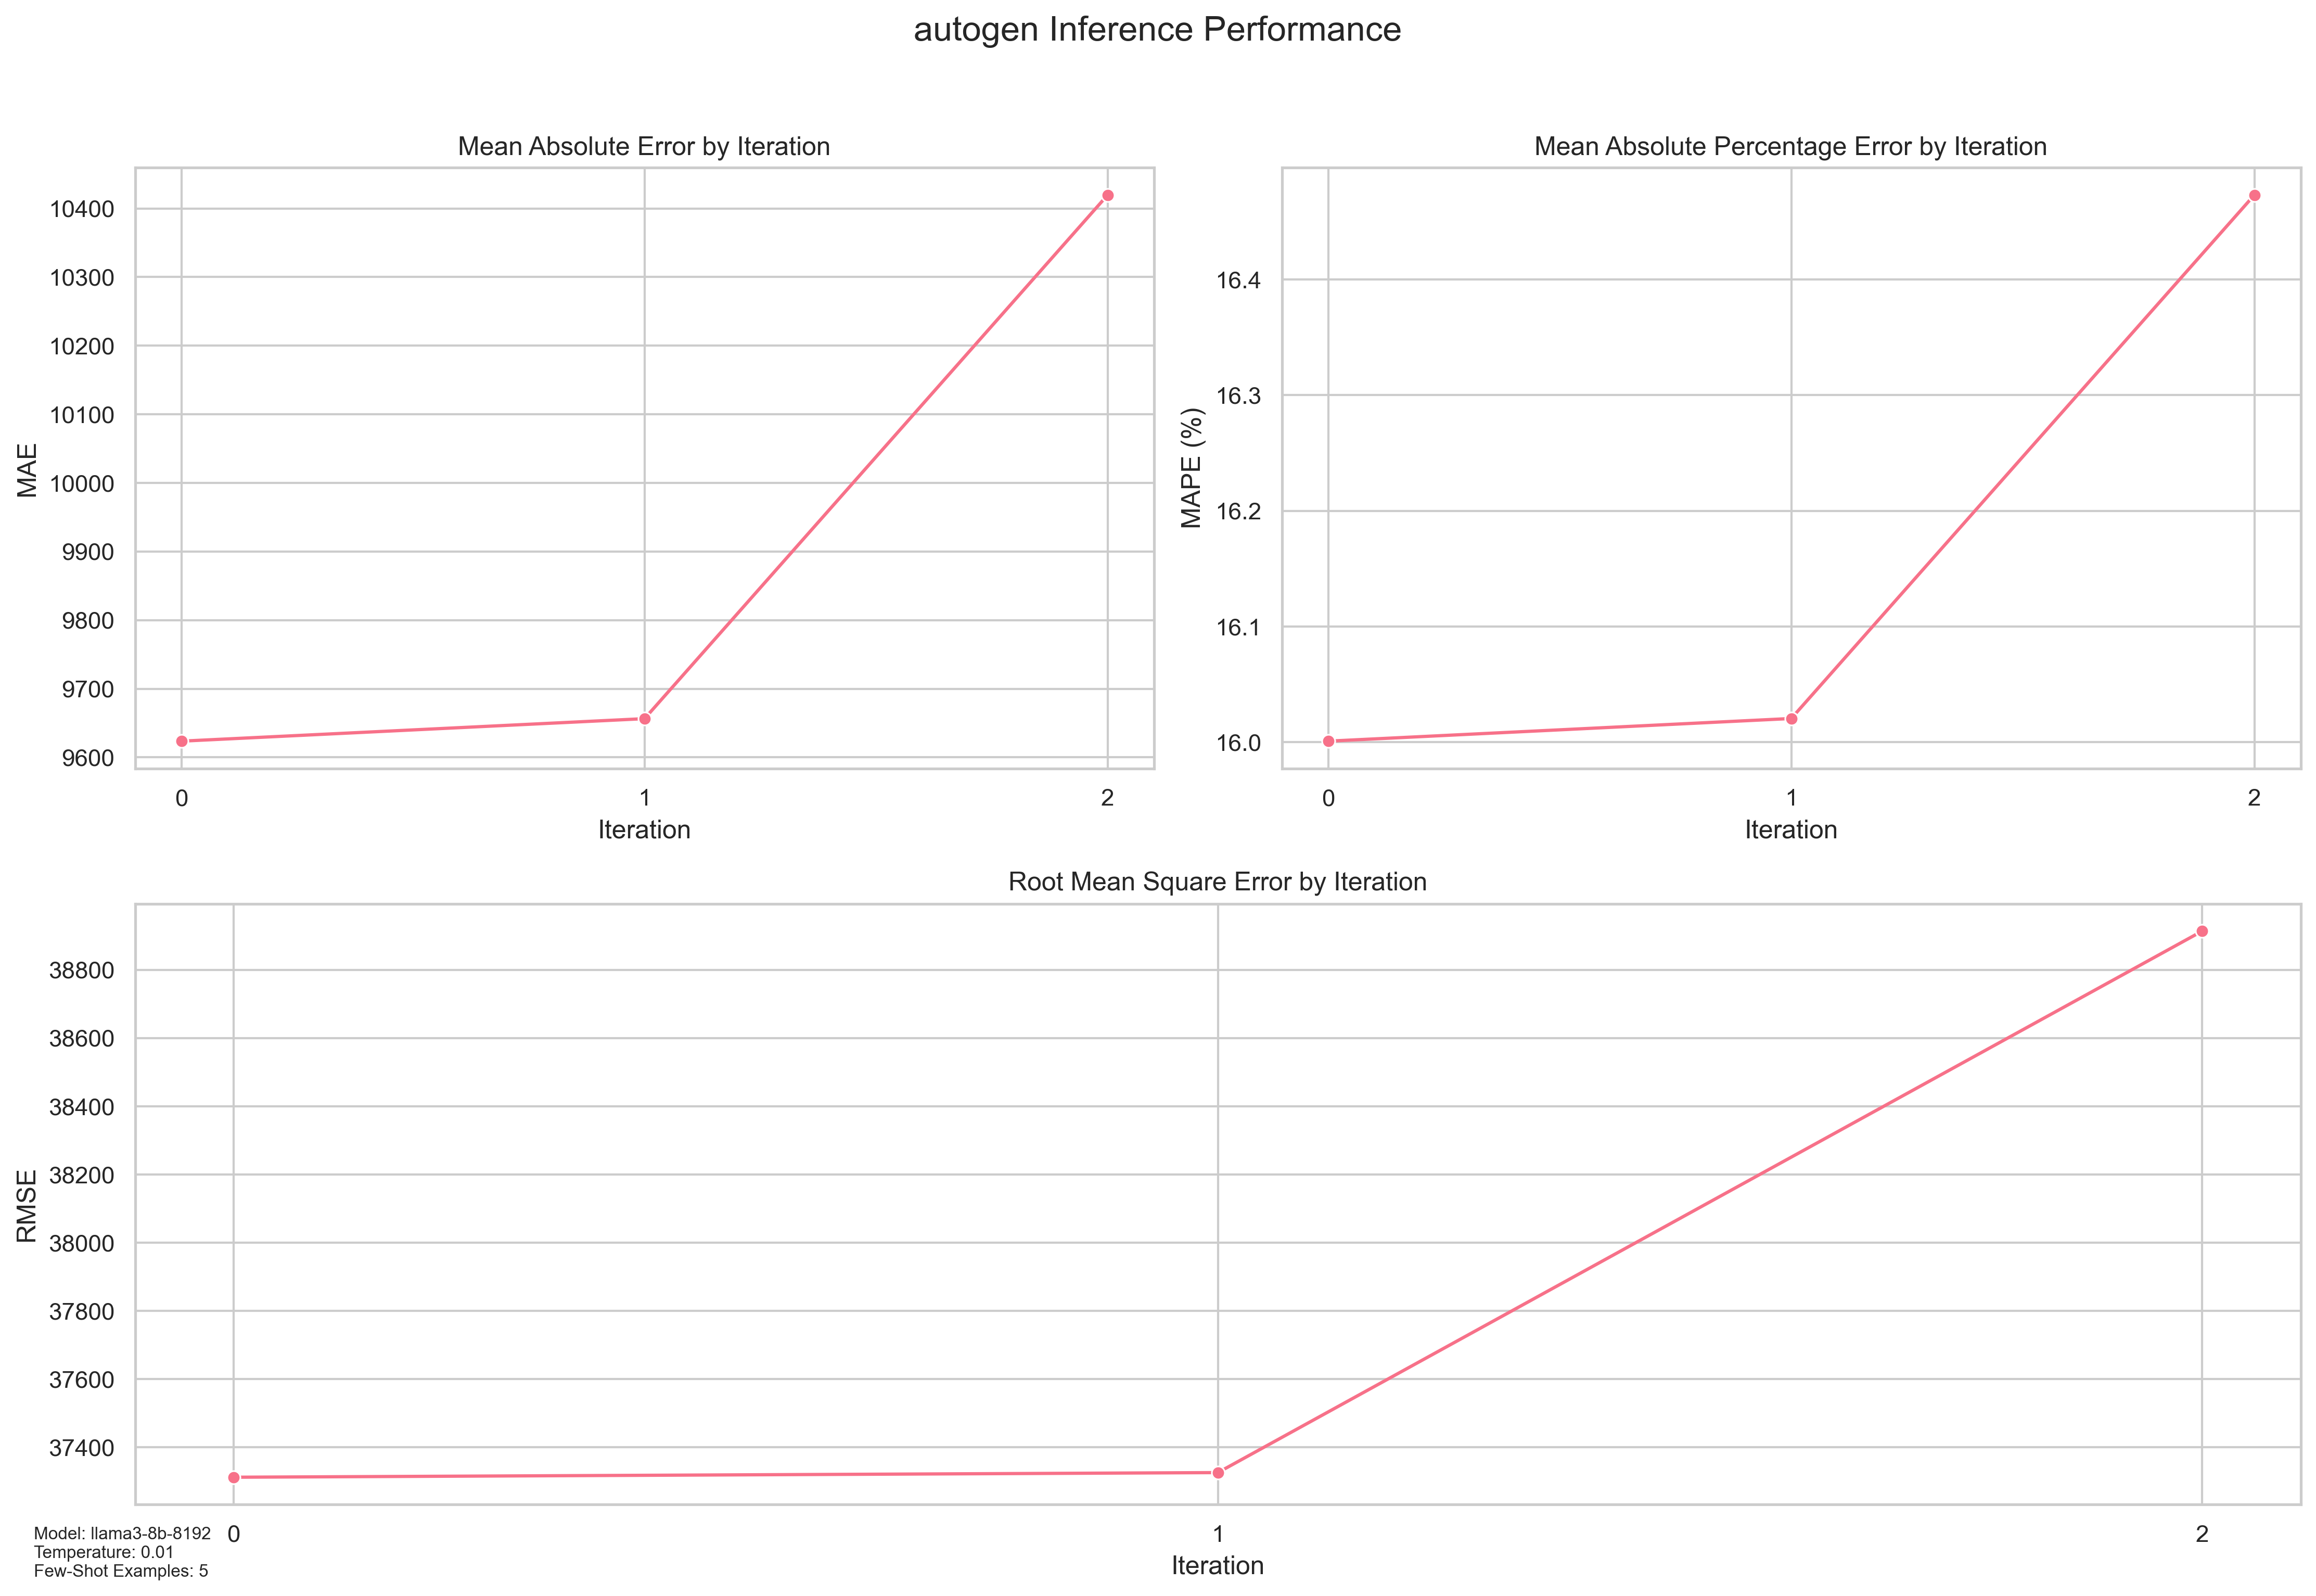 autogen Inference Performance
Mean Absolute Error by Iteration
MAE
10400
10300
10200
10100
10000
9900
9800
9700
9600
0 1 2
Iteration
Mean Absolute Percentage Error by Iteration
MAPE (%)
16.4
16.3
16.2
16.1
16.0
0 1 2
Iteration
Root Mean Square Error by Iteration
RMSE
38800
38600
38400
38200
38000
37800
37600
37400
0 1 2
Iteration
Model: llama3-8b-8192
Temperature: 0.01
Few-Shot Examples: 5